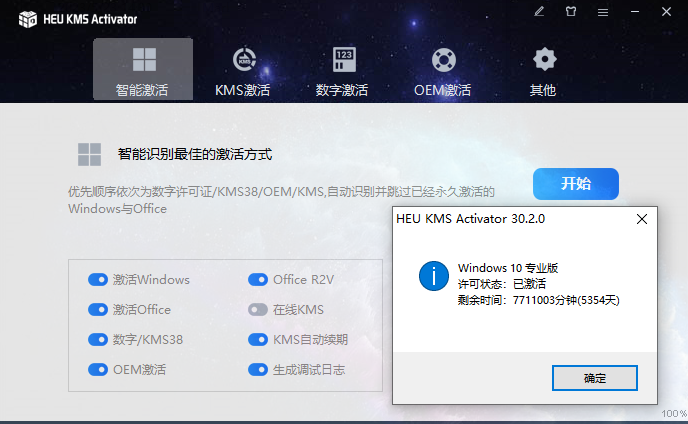 HEU KMS Activator
智能激活
KMS激活
数字激活
OEM激活
其他
123
KMS
智能识别最佳的激活方式
优先顺序依次为数字许可证/KMS38/OEM/KMS,自动识别并跳过已经永久激活的
Windows与Office
开始
激活Windows
Office R2V
激活Office
在线KMS
数字/KMS38
KMS自动续期
OEM激活
生成调试日志
HEU KMS Activator 30.2.0
Windows 10 专业版
许可状态：已激活
剩余时间：7711003分钟(5354天)
确定
100%